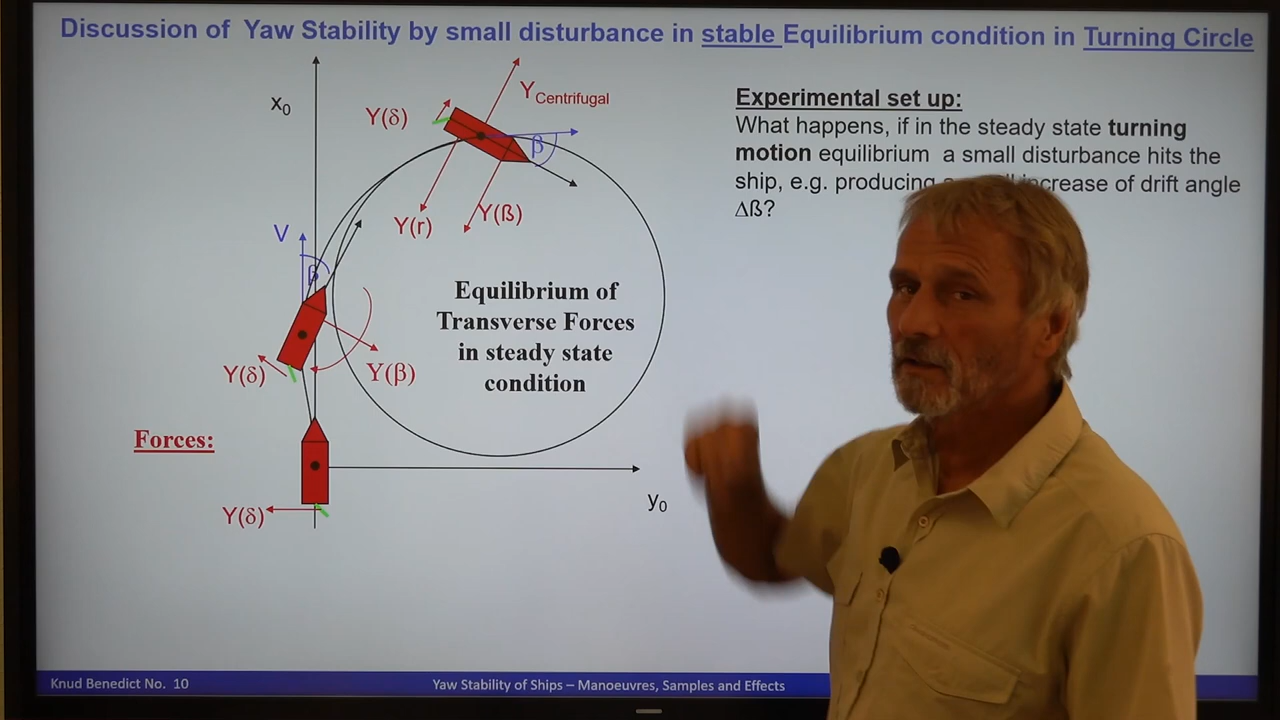 Discussion of Yaw Stability by small disturbance in stable Equilibrium condition in Turning Circle
x0
Y(δ)
YCentrifugal
β
Y(r)
Y(ß)
V
β
Y(δ)
Y(β)
Equilibrium of
Transverse Forces
in steady state
condition
Forces:
Y(δ)
y0
Experimental set up:
What happens, if in the steady state turning
motion equilibrium a small disturbance hits the
ship, e.g. producing of drift angle
Δß?
Knud Benedict No. 10
Yaw Stability of Ships – Manoeuvres, Samples and Effects